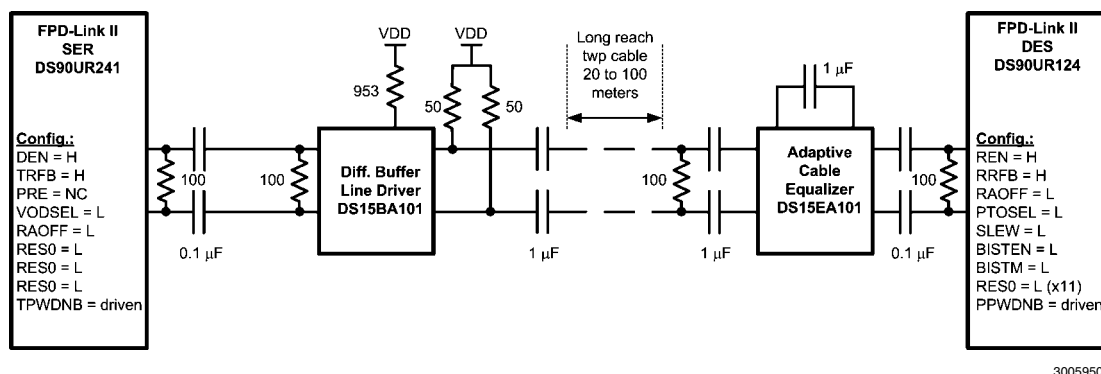 FPD-Link II
SER
DS90UR241
Config.:
DEN = H
TRFB = H
PRE = NC
VODSEL = L
RAOFF = L
RES0 = L
RES0 = L
RES0 = L
TPWDNB = driven
100
0.1 µF
100
VDD
953
VDD
50
50
Diff. Buffer
Line Driver
DS15BA101
1 µF
Long reach
twp cable
20 to 100
meters
100
1 µF
1 µF
Adaptive
Cable
Equalizer
DS15EA101
0.1 µF
100
FPD-Link II
DES
DS90UR124
Config.:
REN = H
RRFB = H
RAOFF = L
PTOSEL = L
SLEW = L
BISTEN = L
BISTM = L
RES0 = L (x11)
PPWDNB = driven